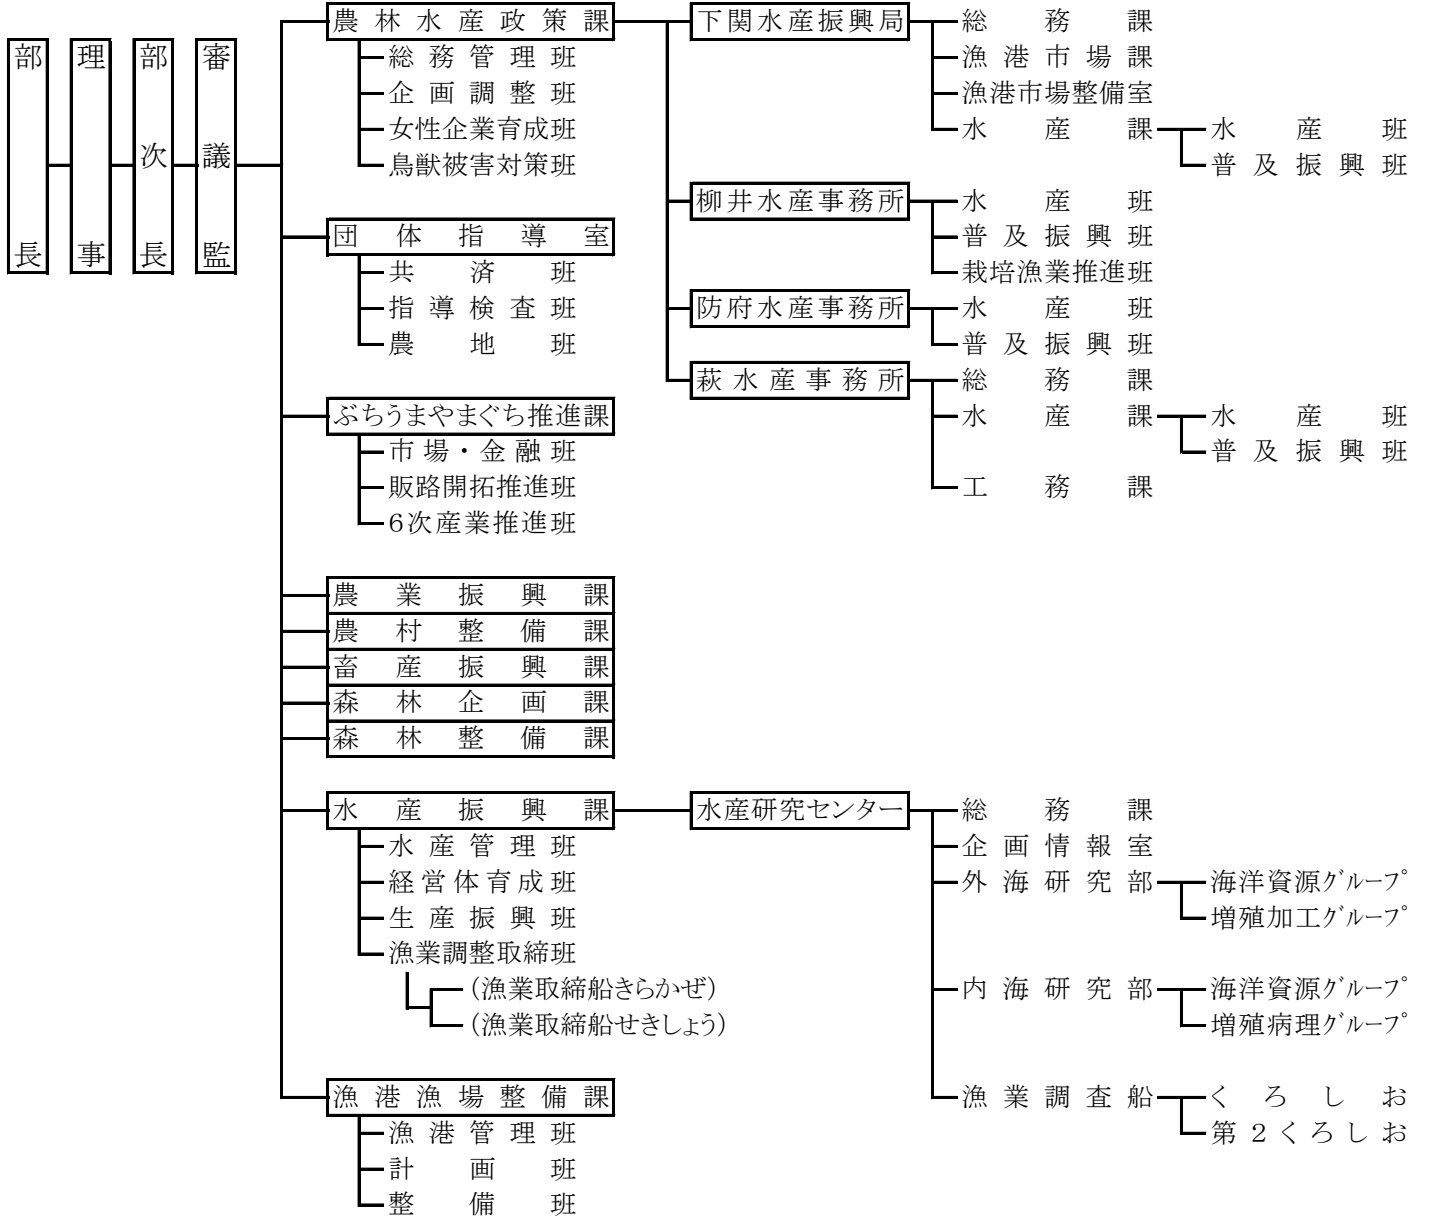 部長
理事
部次長
審議監
農林水産政策課
総務管理班
企画調整班
女性企業育成班
鳥獣被害対策班
団体指導室
共済班
指導検査班
農地班
ぶちうまやまぐち推進課
市場・金融班
販路開拓推進班
6次産業推進班
農業振興課
農村整備課
畜産振興課
森林企画課
森林整備課
水産振興課
水産管理班
経営体育成班
生産振興班
漁業調整取締班
(漁業取締船きらかぜ)
(漁業取締船せきしょう)
漁港漁場整備課
漁港管理班
計画班
整備班
下関水産振興局
総務課
漁港市場課
漁港市場整備室
水産課
水産班
普及振興班
柳井水産事務所
水産班
普及振興班
栽培漁業推進班
防府水産事務所
水産班
普及振興班
萩水産事務所
総務課
水産課
水産班
普及振興班
工務課
水産研究センター
総務課
企画情報室
外海研究部
海洋資源グループ
増殖加工グループ
内海研究部
海洋資源グループ
増殖病理グループ
漁業調査船
くろしお
第2くろしお